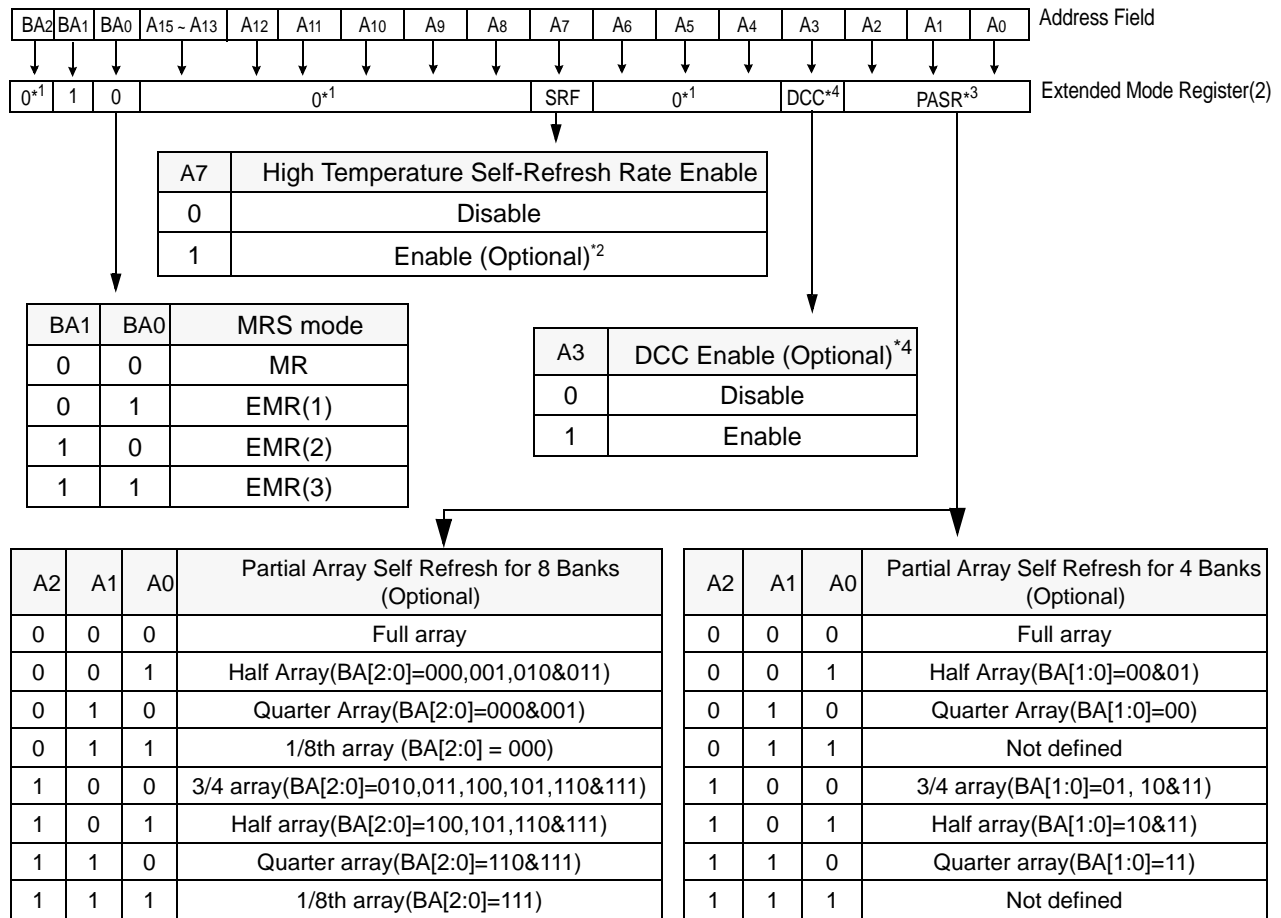 BA2 BA1 BA0 A15 ~ A13 A12 A11 A10 A9 A8 A7 A6 A5 A4 A3 A2 A1 A0 Address Field
0*1 1 0 0*1 SRF 0*1 DCC*4 PASR*3 Extended Mode Register(2)
A7 High Temperature Self-Refresh Rate Enable
0 Disable
1 Enable (Optional)*2
BA1 BA0 MRS mode
0 0 MR
0 1 EMR(1)
1 0 EMR(2)
1 1 EMR(3)
A3 DCC Enable (Optional)*4
0 Disable
1 Enable
A2 A1 A0 Partial Array Self Refresh for 8 Banks
(Optional)
0 0 0 Full array
0 0 1 Half Array(BA[2:0]=000,001,010&011)
0 1 0 Quarter Array(BA[2:0]=000&001)
0 1 1 1/8th array (BA[2:0] = 000)
1 0 0 3/4 array(BA[2:0]=010,011,100,101,110&111)
1 0 1 Half array(BA[2:0]=100,101,110&111)
1 1 0 Quarter array(BA[2:0]=110&111)
1 1 1 1/8th array(BA[2:0]=111)
A2 A1 A0 Partial Array Self Refresh for 4 Banks
(Optional)
0 0 0 Full array
0 0 1 Half Array(BA[1:0]=00&01)
0 1 0 Quarter Array(BA[1:0]=00)
0 1 1 Not defined
1 0 0 3/4 array(BA[1:0]=01, 10&11)
1 0 1 Half array(BA[1:0]=10&11)
1 1 0 Quarter array(BA[1:0]=11)
1 1 1 Not defined